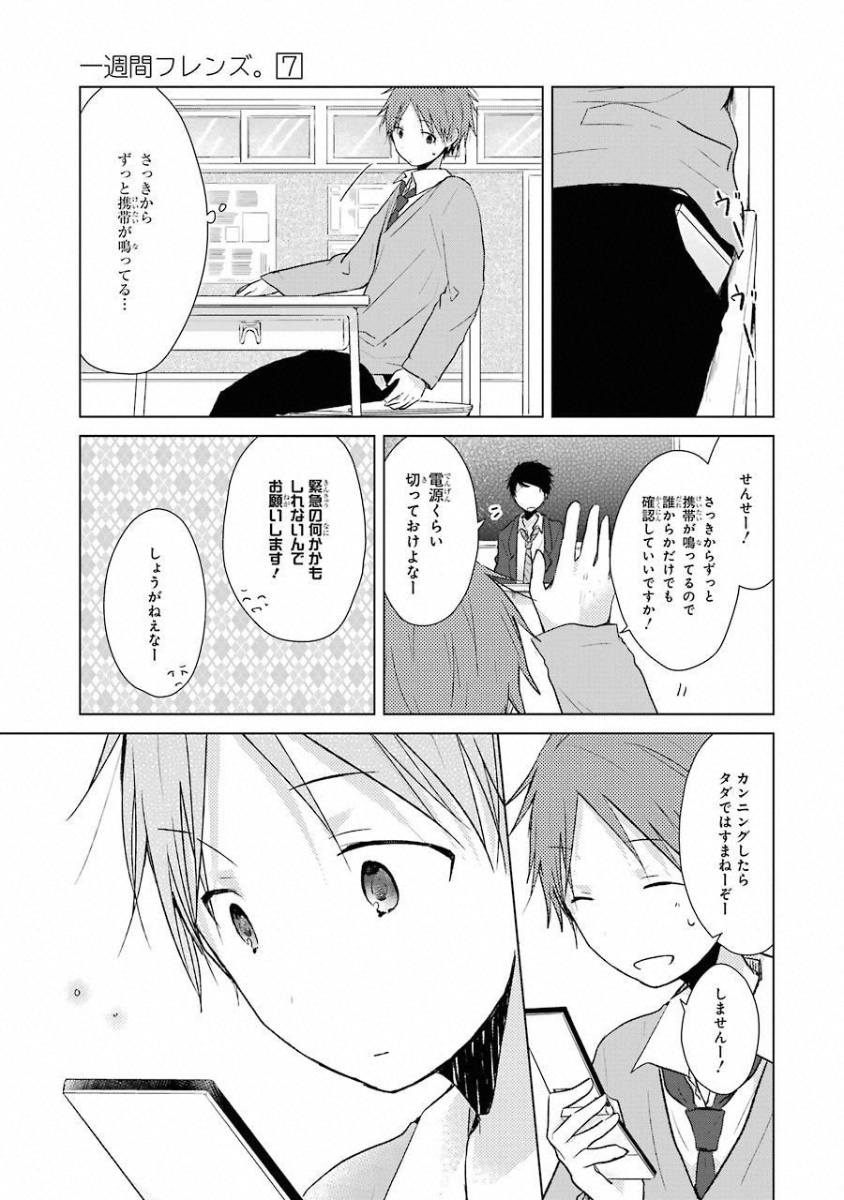 一週間フレンズ。7
ヴーッ
ヴーッ
さっきから
ずっと携帯が鳴ってる…
せんせー!
さっきからずっと
携帯が鳴ってるので
誰からかだけでも
確認していいですか!
電源くらい
切っておけよなー
緊急の何かかも
しれないんで
お願いします!
しょうがねえなー
カンニングしたら
タダではすまねーぞー
しませんー!